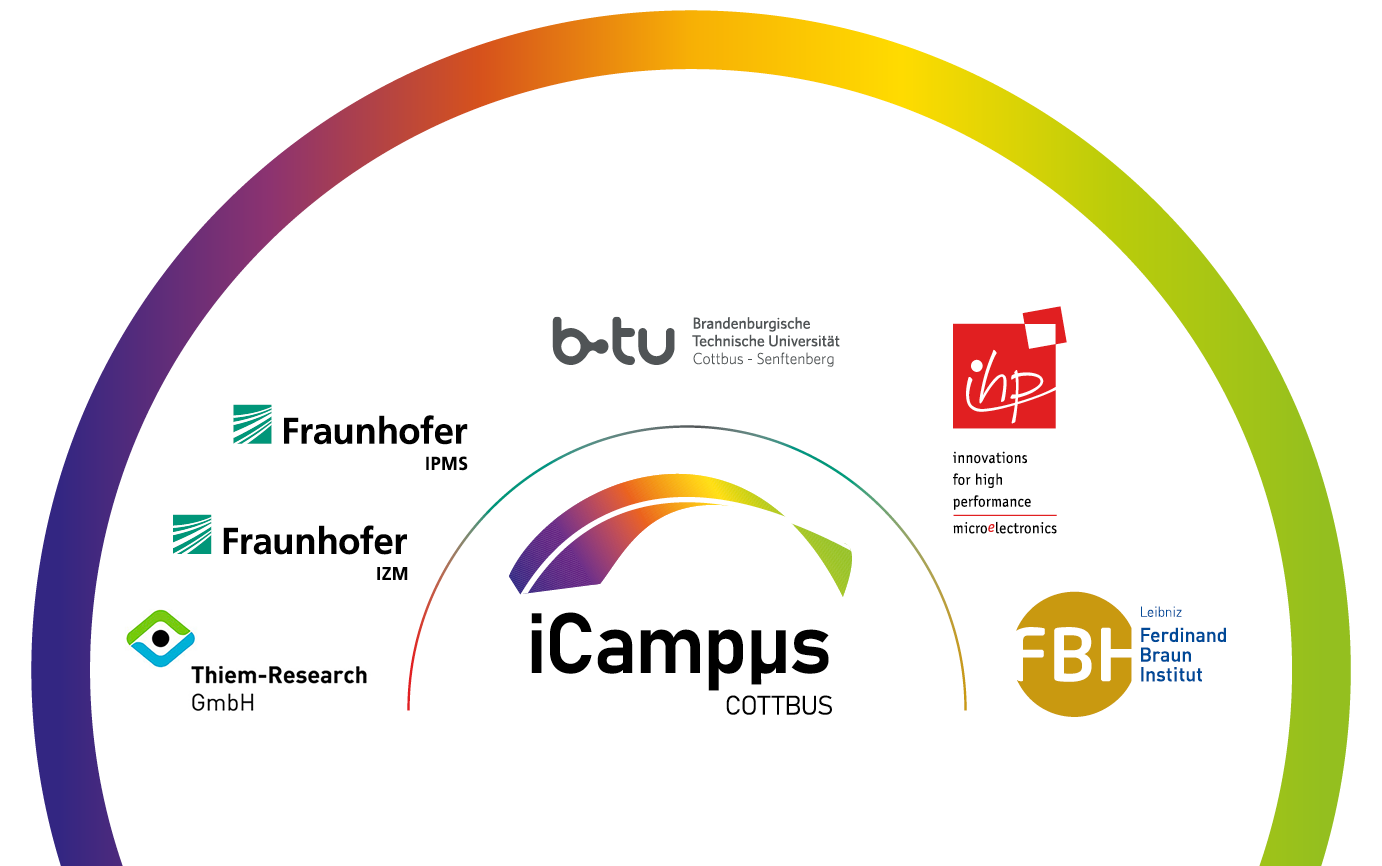 b-tu
Brandenburgische
Technische Universität
Cottbus - Senftenberg
ihp
innovations
for high
performance
microelectronics
Fraunhofer
IPMS
Fraunhofer
IZM
Thiem-Research
GmbH
iCampµs
COTTBUS
FBH
Leibniz
Ferdinand
Braun
Institut